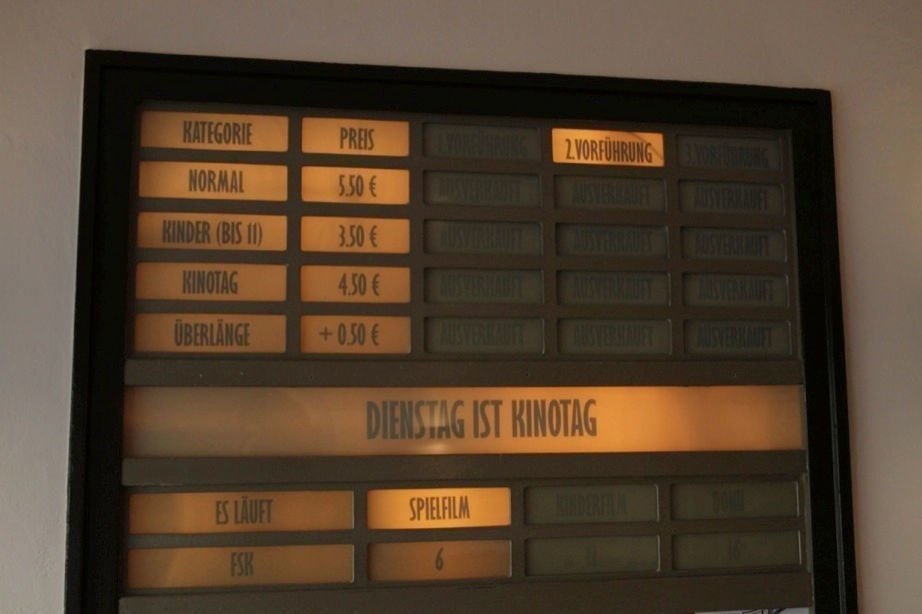 KATEGORIE PREIS 1.VORFÜHRUNG 2.VORFÜHRUNG 3.VORFÜHRUNG
NORMAL 5.50 € AUSVERKAUFT AUSVERKAUFT AUSVERKAUFT
KINDER (BIS 11) 3.50 € AUSVERKAUFT AUSVERKAUFT AUSVERKAUFT
KINOTAG 4.50 € AUSVERKAUFT AUSVERKAUFT AUSVERKAUFT
ÜBERLÄNGE + 0.50 € AUSVERKAUFT AUSVERKAUFT AUSVERKAUFT
DIENSTAG IST KINOTAG
ES LÄUFT SPIELFILM KINDERFILM
FSK 6 16